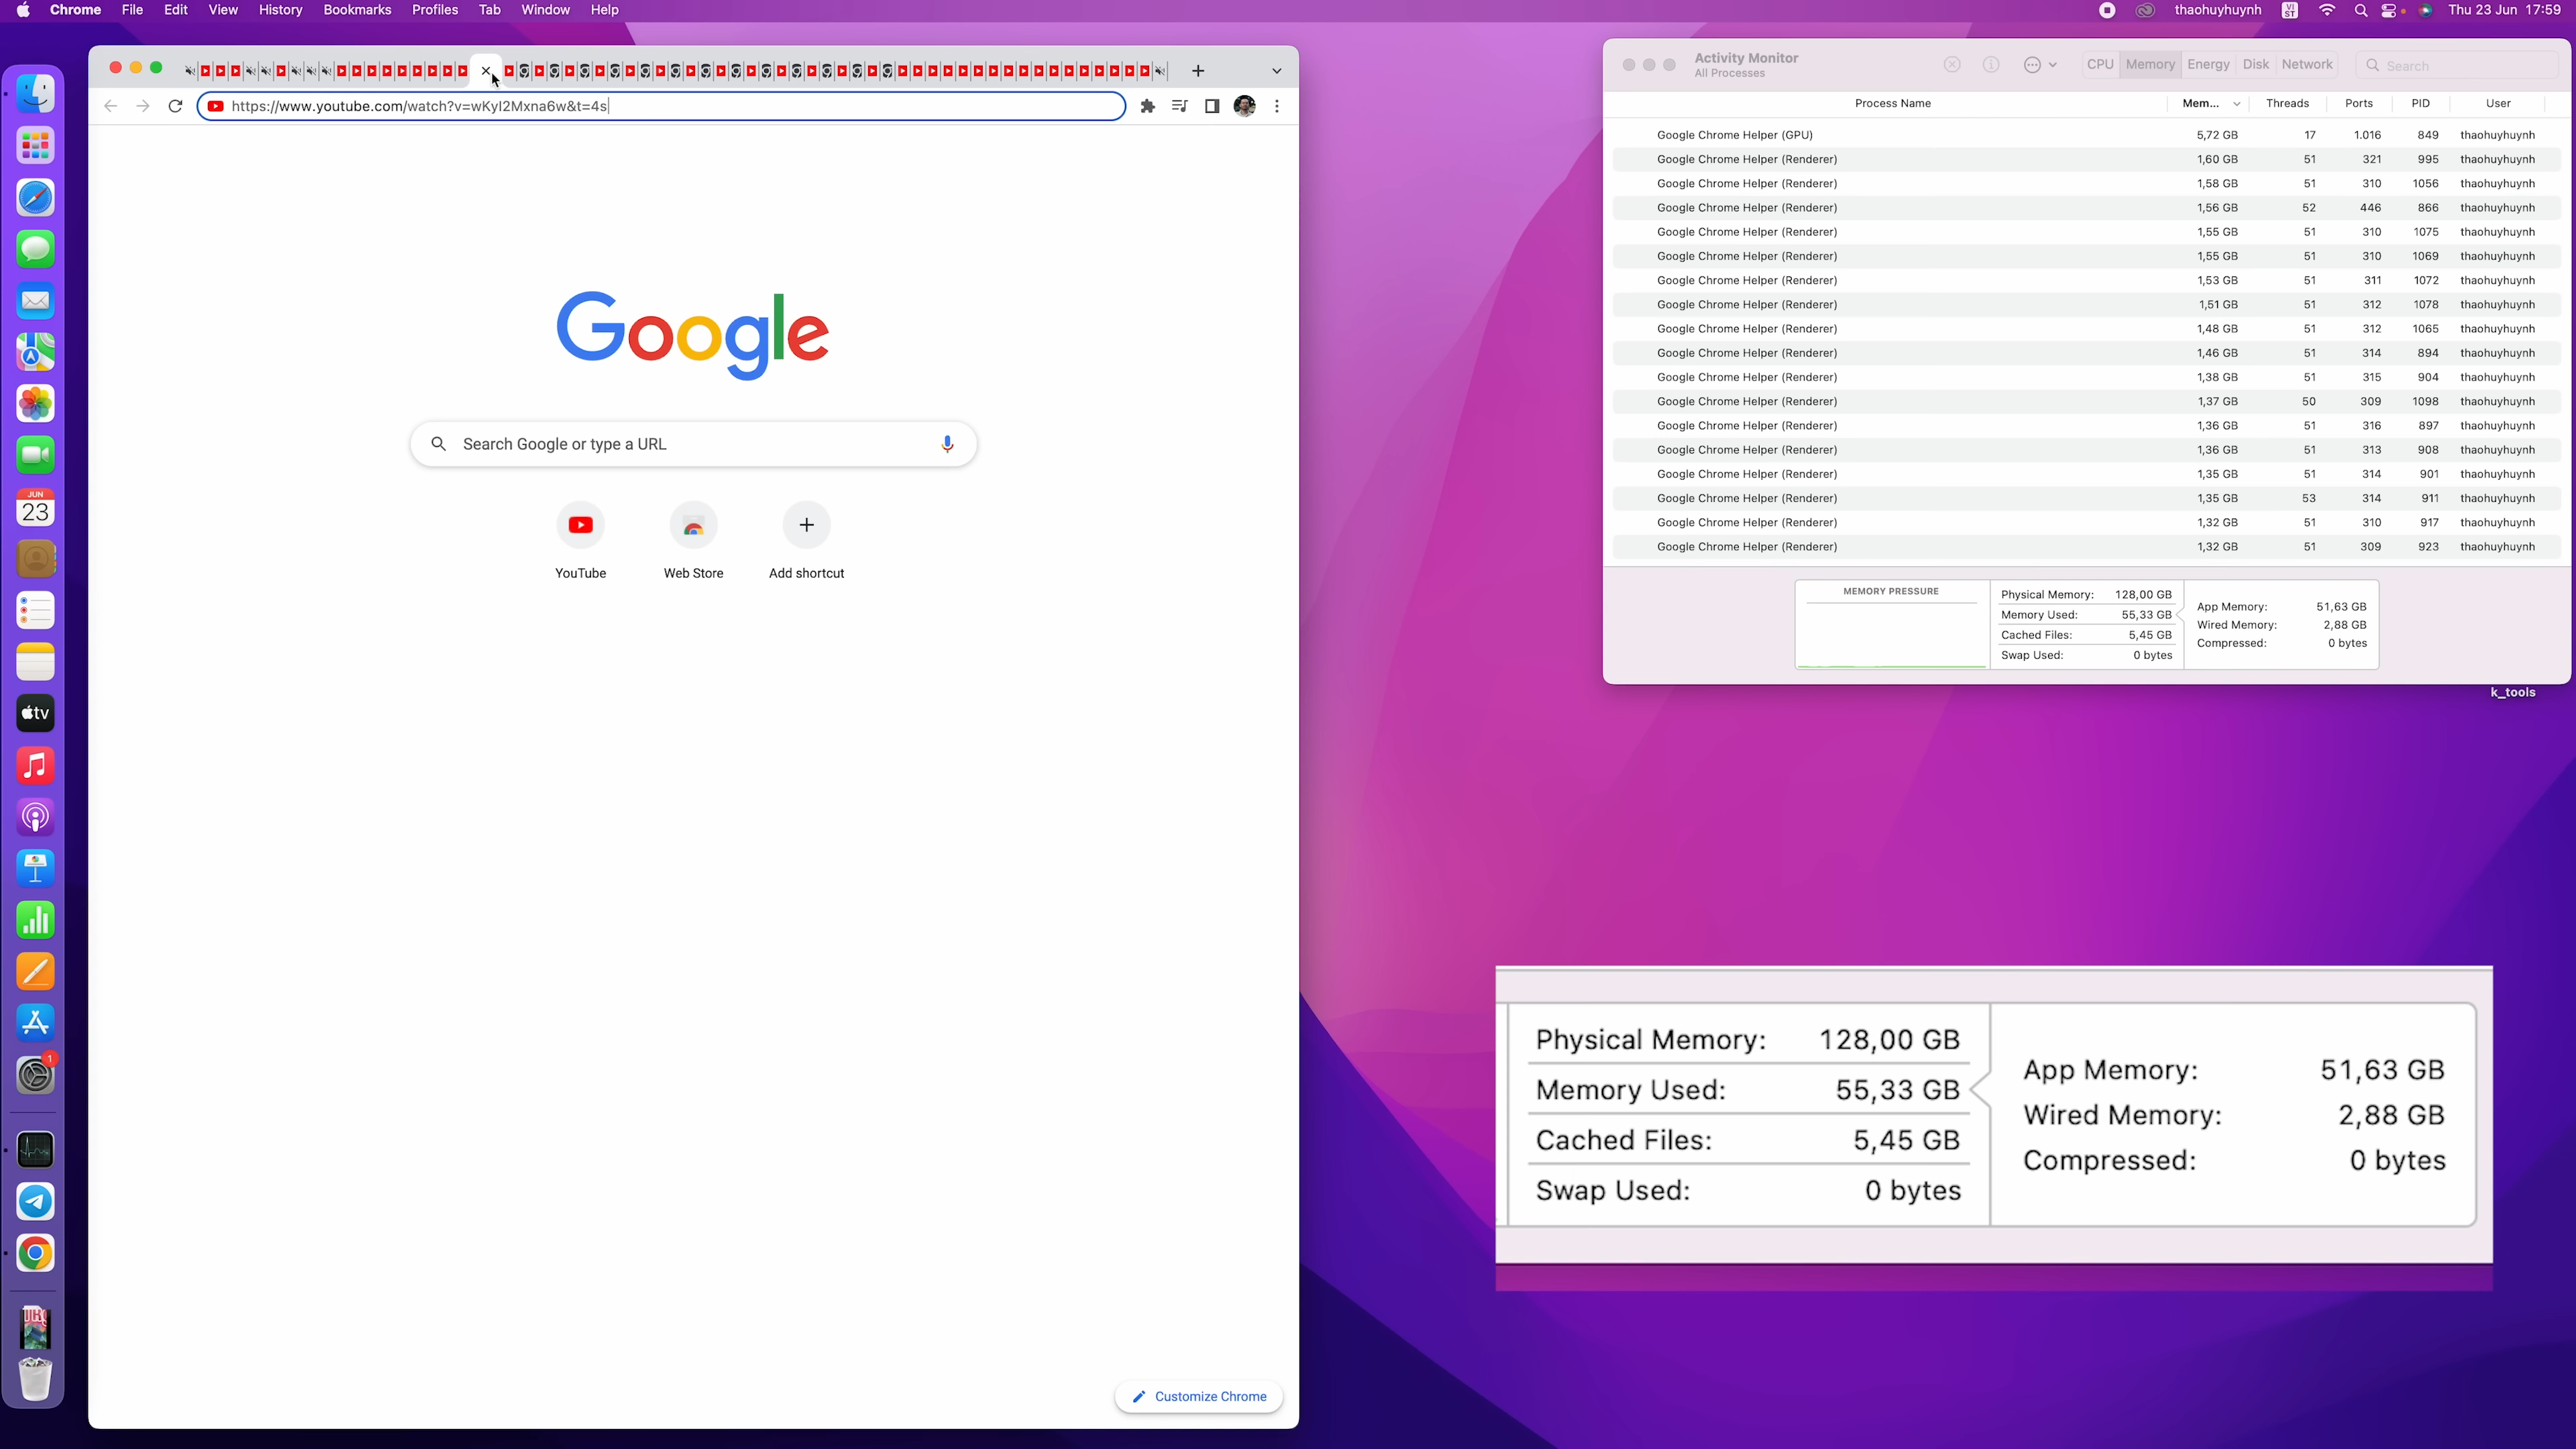 Chrome File Edit View History Bookmarks Profiles Tab Window Help
thaohuyhuynh VI ST Thu 23 Jun 17:59
https://www.youtube.com/watch?v=wKyI2Mxna6w&t=4s
Google
Search Google or type a URL
YouTube Web Store Add shortcut
Customize Chrome
JUN
23
tv
1
Activity Monitor
All Processes
CPU Memory Energy Disk Network Search
Process Name Mem... Threads Ports PID User
Google Chrome Helper (GPU) 5,72 GB 17 1.016 849 thaohuyhuynh
Google Chrome Helper (Renderer) 1,60 GB 51 321 995 thaohuyhuynh
Google Chrome Helper (Renderer) 1,58 GB 51 310 1056 thaohuyhuynh
Google Chrome Helper (Renderer) 1,56 GB 52 446 866 thaohuyhuynh
Google Chrome Helper (Renderer) 1,55 GB 51 310 1075 thaohuyhuynh
Google Chrome Helper (Renderer) 1,55 GB 51 310 1069 thaohuyhuynh
Google Chrome Helper (Renderer) 1,53 GB 51 311 1072 thaohuyhuynh
Google Chrome Helper (Renderer) 1,51 GB 51 312 1078 thaohuyhuynh
Google Chrome Helper (Renderer) 1,48 GB 51 312 1065 thaohuyhuynh
Google Chrome Helper (Renderer) 1,46 GB 51 314 894 thaohuyhuynh
Google Chrome Helper (Renderer) 1,38 GB 51 315 904 thaohuyhuynh
Google Chrome Helper (Renderer) 1,37 GB 50 309 1098 thaohuyhuynh
Google Chrome Helper (Renderer) 1,36 GB 51 316 897 thaohuyhuynh
Google Chrome Helper (Renderer) 1,36 GB 51 313 908 thaohuyhuynh
Google Chrome Helper (Renderer) 1,35 GB 51 314 901 thaohuyhuynh
Google Chrome Helper (Renderer) 1,35 GB 53 314 911 thaohuyhuynh
Google Chrome Helper (Renderer) 1,32 GB 51 310 917 thaohuyhuynh
Google Chrome Helper (Renderer) 1,32 GB 51 309 923 thaohuyhuynh
MEMORY PRESSURE
Physical Memory: 128,00 GB
Memory Used: 55,33 GB
Cached Files: 5,45 GB
Swap Used: 0 bytes
App Memory: 51,63 GB
Wired Memory: 2,88 GB
Compressed: 0 bytes
k_tools
Physical Memory: 128,00 GB
Memory Used: 55,33 GB
Cached Files: 5,45 GB
Swap Used: 0 bytes
App Memory: 51,63 GB
Wired Memory: 2,88 GB
Compressed: 0 bytes